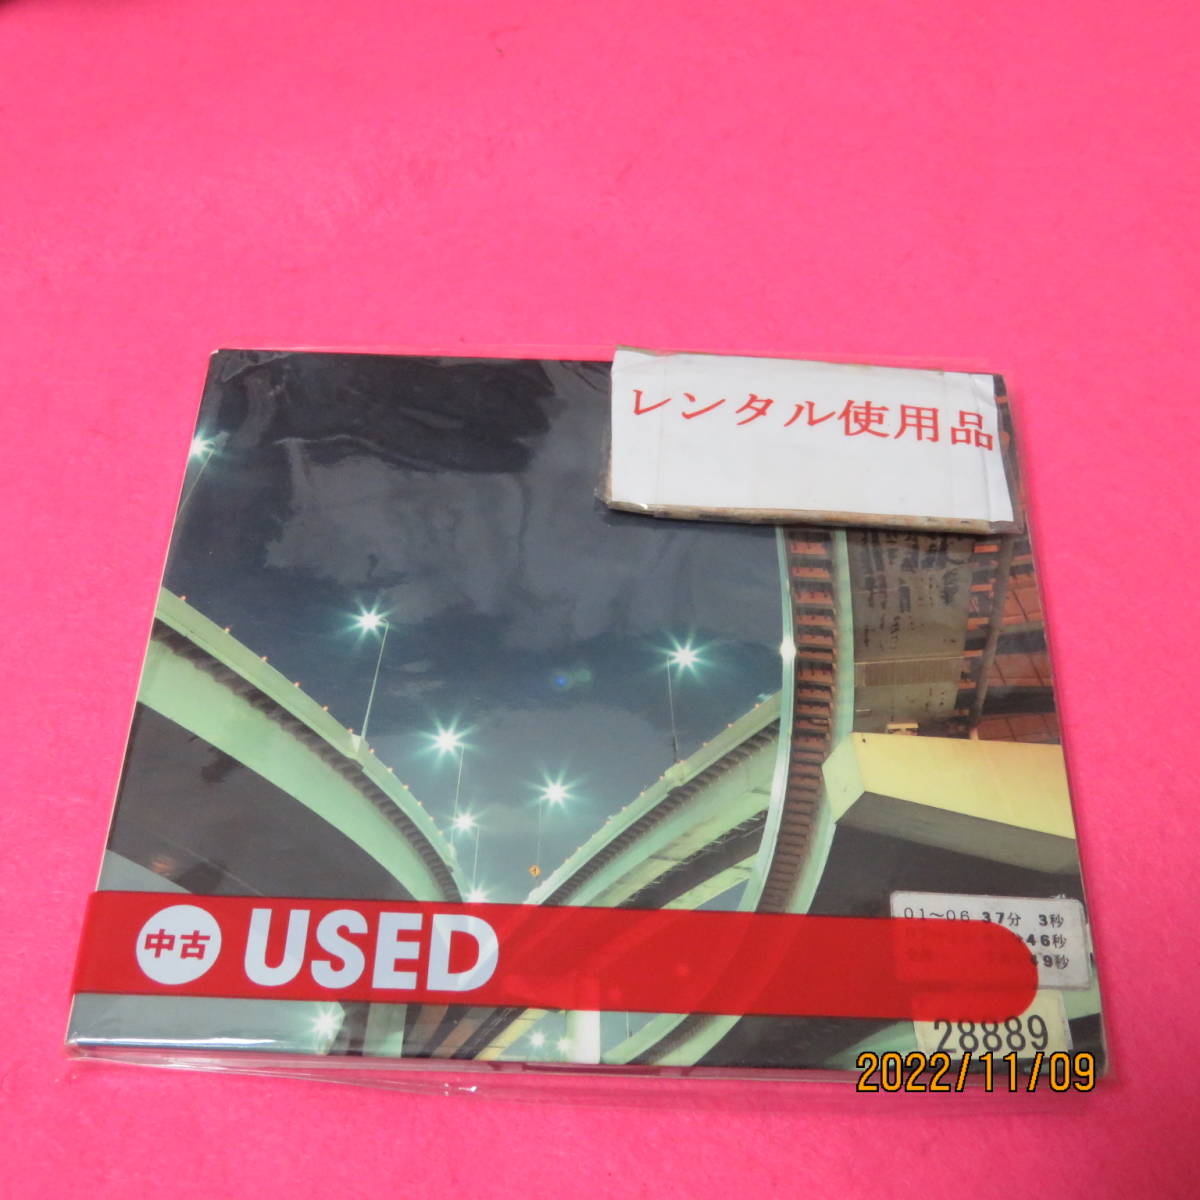 レンタル使用品
01〜06 37分 3秒
46秒
49秒
中古 USED
28889
2022/11/09